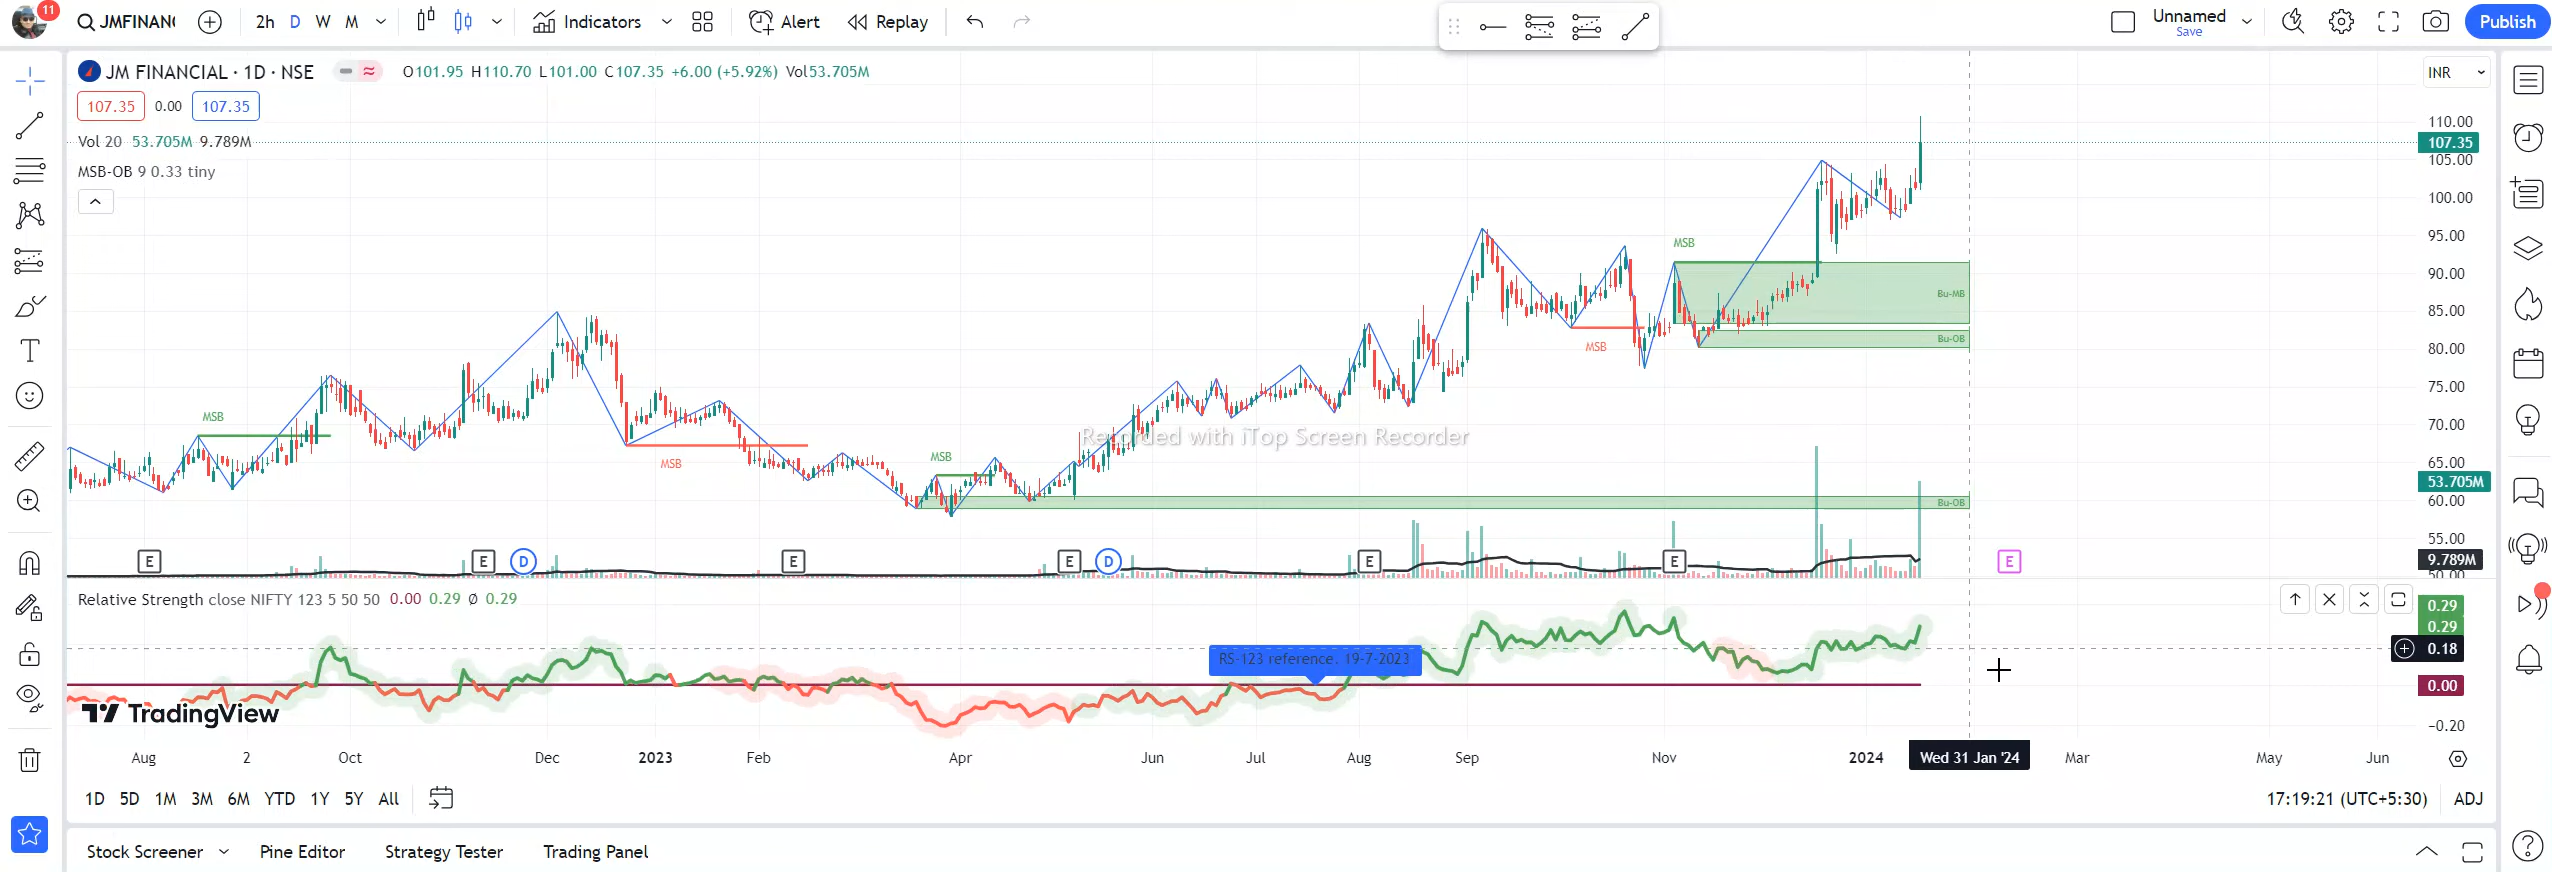 11
JMFINAN
2h D W M
Indicators
Alert
Replay
Unnamed
Save
Publish
JM FINANCIAL · 1D · NSE
O101.95 H110.70 L101.00 C107.35 +6.00 (+5.92%) Vol53.705M
INR
107.35 0.00 107.35
Vol 20 53.705M 9.789M
MSB-OB 9 0.33 tiny
110.00
107.35
105.00
100.00
95.00
90.00
85.00
80.00
75.00
70.00
65.00
53.705M
60.00
55.00
9.789M
50.00
MSB
MSB
MSB
MSB
MSB
Bu-MB
Bu-OB
Bu-OB
Recorded with iTop Screen Recorder
E E D E E D E E E
Relative Strength close NIFTY 123 5 50 50 0.00 0.29 Ø 0.29
0.29
0.29
0.18
0.00
−0.20
RS-123 reference. 19-7-2023
TradingView
Aug 2 Oct Dec 2023 Feb Apr Jun Jul Aug Sep Nov 2024 Wed 31 Jan '24 Mar May Jun
1D 5D 1M 3M 6M YTD 1Y 5Y All
17:19:21 (UTC+5:30) ADJ
Stock Screener Pine Editor Strategy Tester Trading Panel